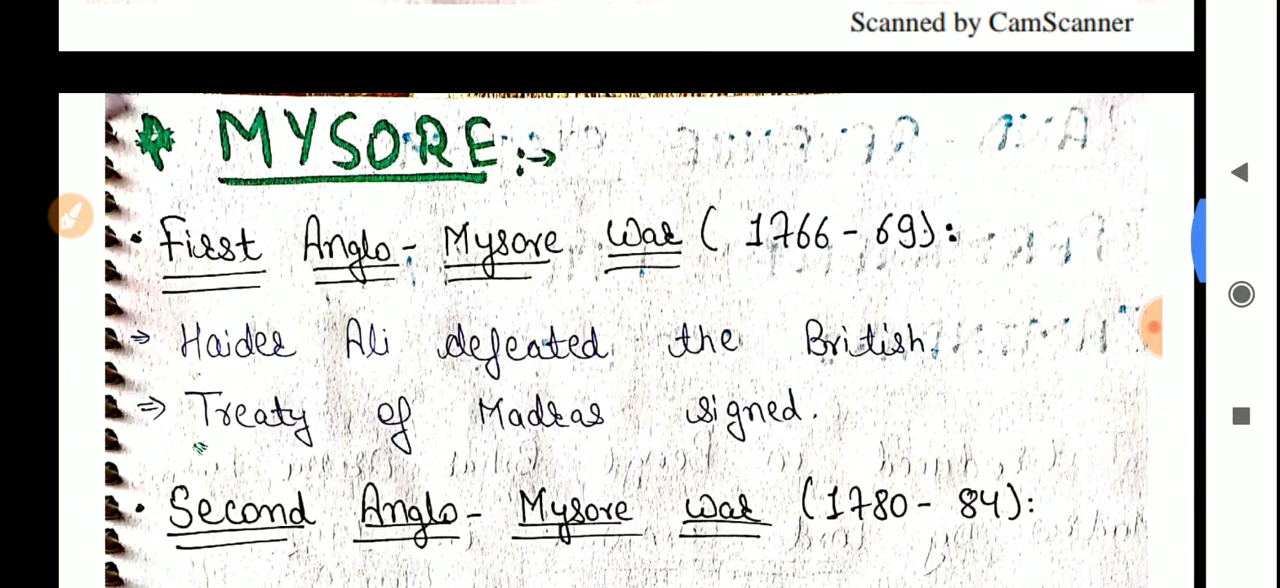 Scanned by CamScanner
MYSORE :→
• First Anglo - Mysore War ( 1766 - 69) :
⇒ Haider Ali defeated the British.
⇒ Treaty of Madras signed.
• Second Anglo - Mysore war (1780 - 84) :